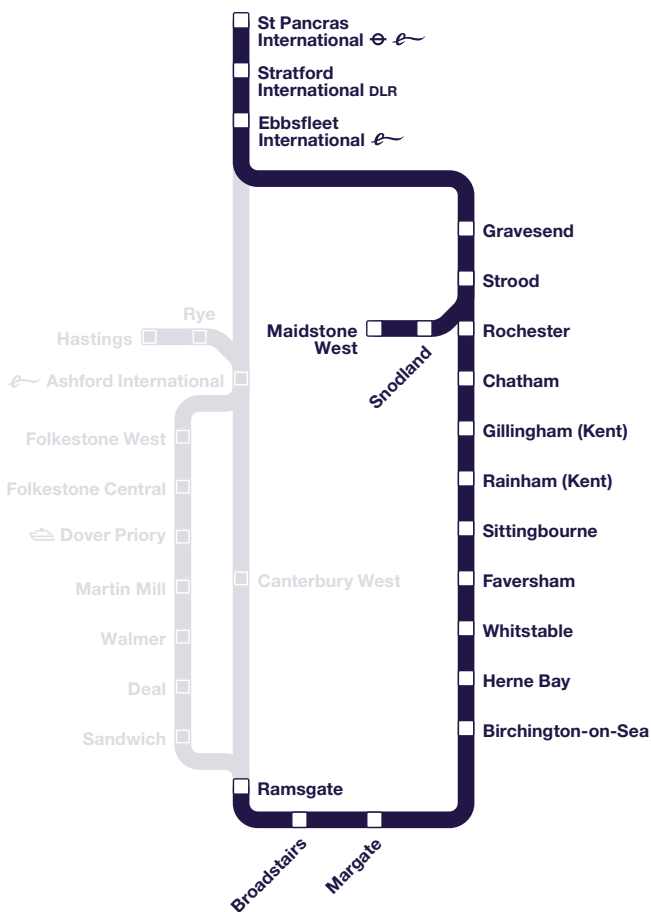 St Pancras
International
Stratford
International DLR
Ebbsfleet
International
Gravesend
Strood
Rye
Hastings
Maidstone
West
Snodland
Rochester
Ashford International
Chatham
Folkestone West
Gillingham (Kent)
Folkestone Central
Rainham (Kent)
Dover Priory
Sittingbourne
Martin Mill
Canterbury West
Faversham
Walmer
Whitstable
Deal
Herne Bay
Sandwich
Birchington-on-Sea
Ramsgate
Broadstairs
Margate